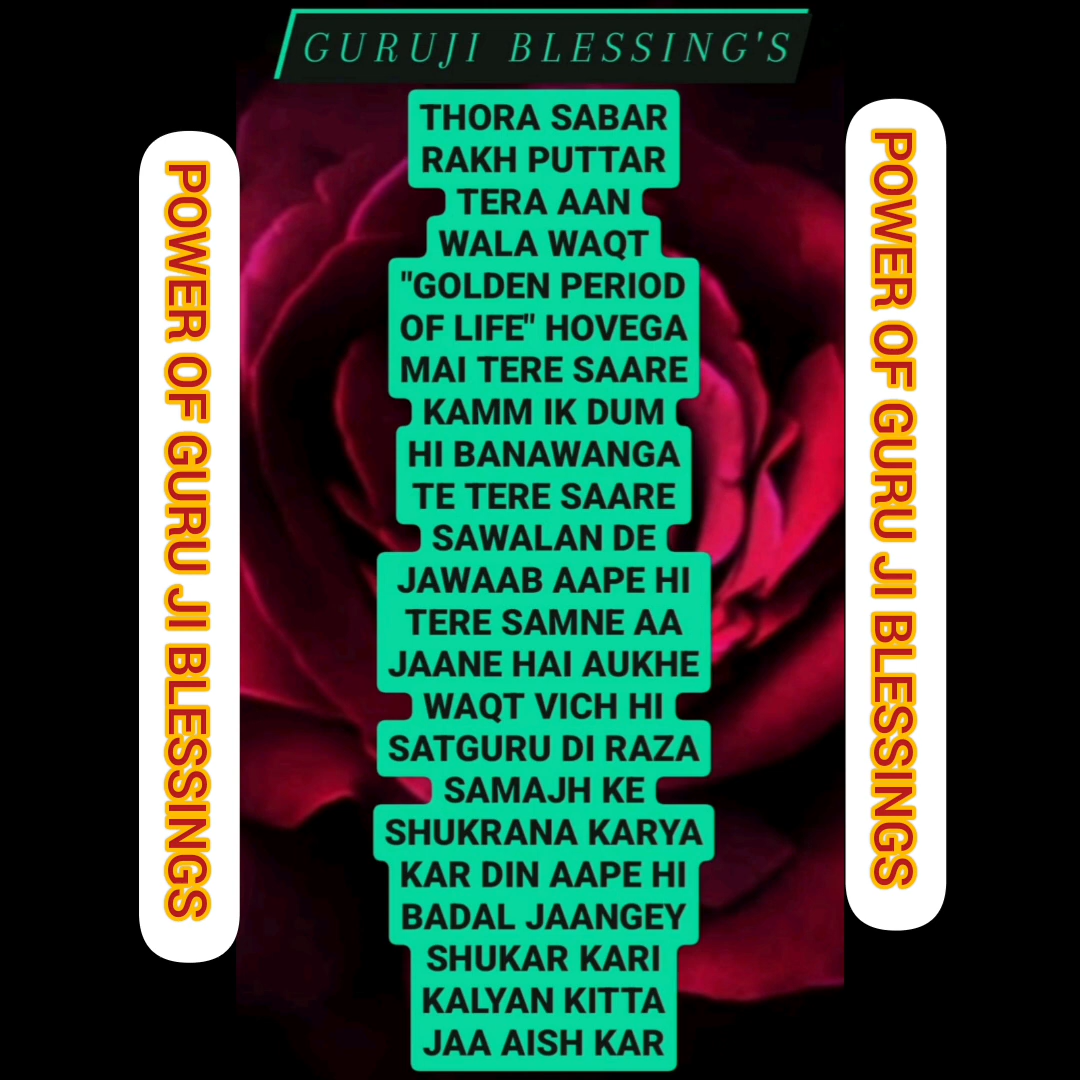 GURUJI BLESSING'S
THORA SABAR
RAKH PUTTAR
TERA AAN
WALA WAQT
"GOLDEN PERIOD
OF LIFE" HOVEGA
MAI TERE SAARE
KAMM IK DUM
HI BANAWANGA
TE TERE SAARE
SAWALAN DE
JAWAAB AAPE HI
TERE SAMNE AA
JAANE HAI AUKHE
WAQT VICH HI
SATGURU DI RAZA
SAMAJH KE
SHUKRANA KARYA
KAR DIN AAPE HI
BADAL JAANGEY
SHUKAR KARI
KALYAN KITTA
JAA AISH KAR
POWER OF GURU JI BLESSINGS
POWER OF GURU JI BLESSINGS